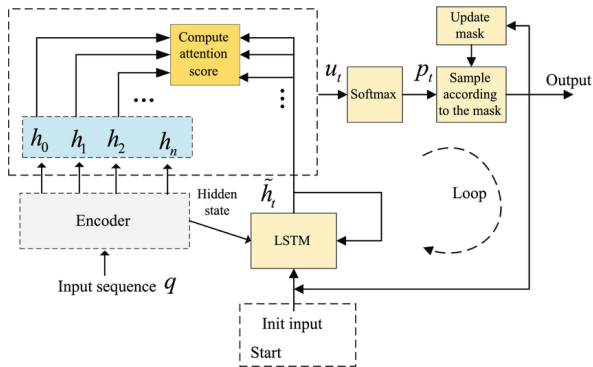 Update
mask
Compute
attention
score
u_t
Softmax
p_t
Sample
according
to the mask
Output
...
⋮
h_0
h_1
h_2
h_n
h̃_t
Loop
Hidden
state
Encoder
LSTM
Input sequence q
Init input
Start